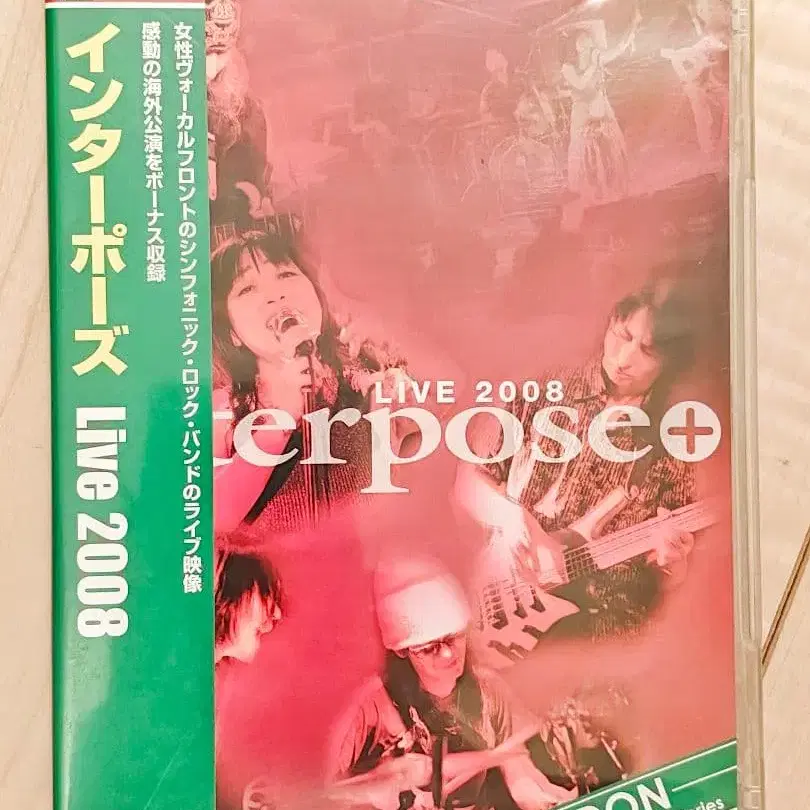 女性ヴォーカルフロントのシンフォニック・ロック・バンドのライブ映像
感動の海外公演をボーナス収録
インターポーズ Live 2008
LIVE 2008
terpose+
ON